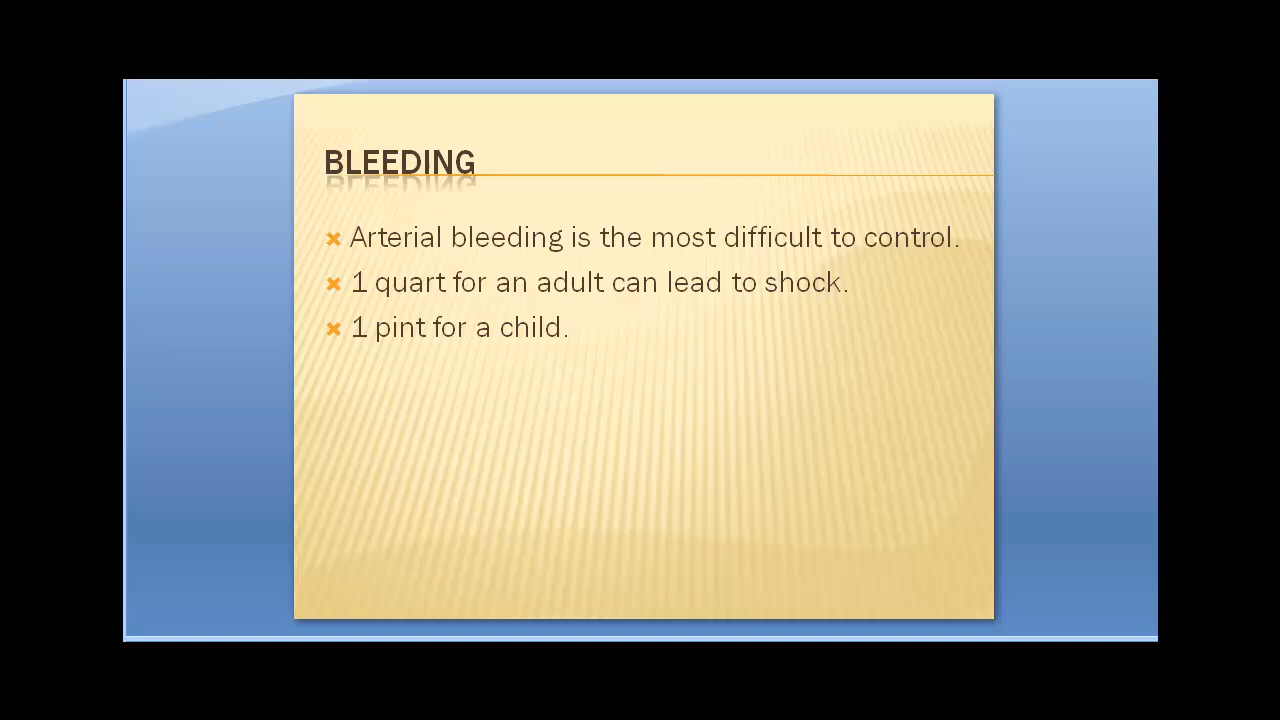 BLEEDING
Arterial bleeding is the most difficult to control.
1 quart for an adult can lead to shock.
1 pint for a child.